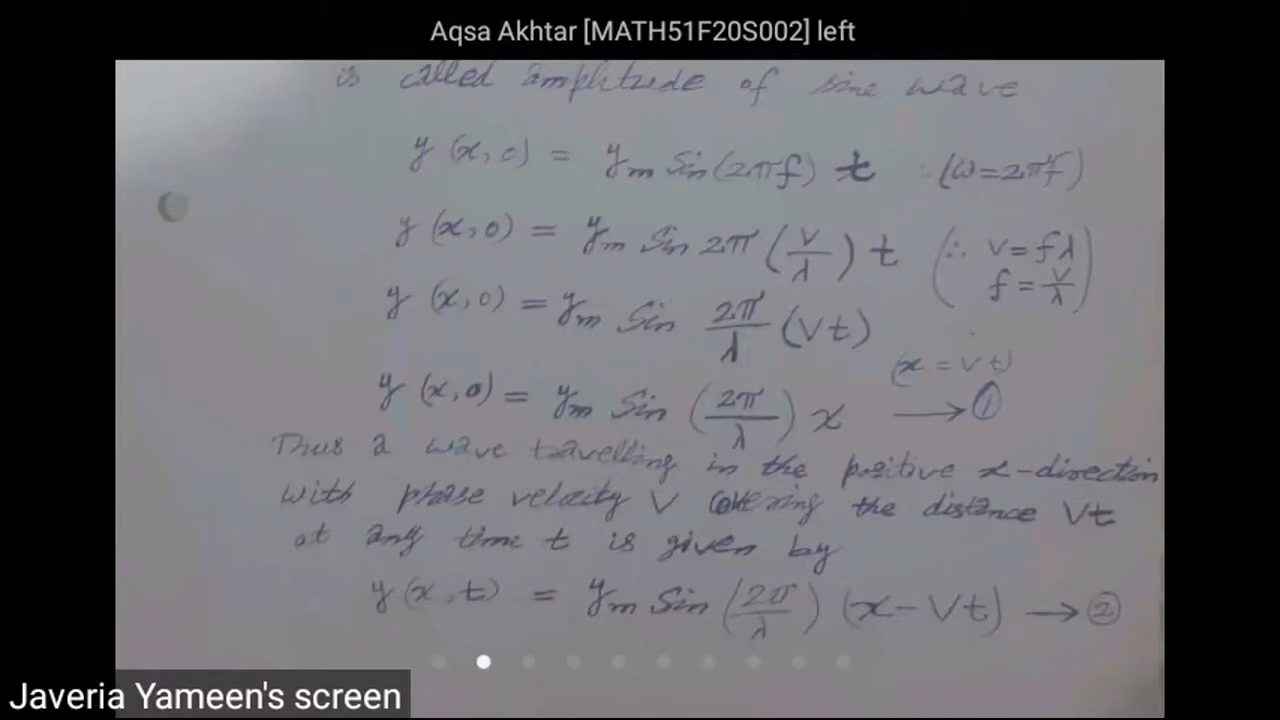 Aqsa Akhtar [MATH51F20S002] left
is called amplitude of sine wave
y (x, 0) = yₘ Sin (2πf) t ∵ (ω = 2πf)
y (x, 0) = yₘ Sin 2π (V/λ) t (∴ v = fλ
f = V/λ)
y (x, 0) = yₘ Sin 2π/λ (Vt)
(x = Vt)
y (x, 0) = yₘ Sin (2π/λ) x → ①
Thus a wave travelling in the positive x-direction
with phase velocity V covering the distance Vt
at any time t is given by
y (x, t) = yₘ Sin (2π/λ) (x - Vt) → ②
Javeria Yameen's screen